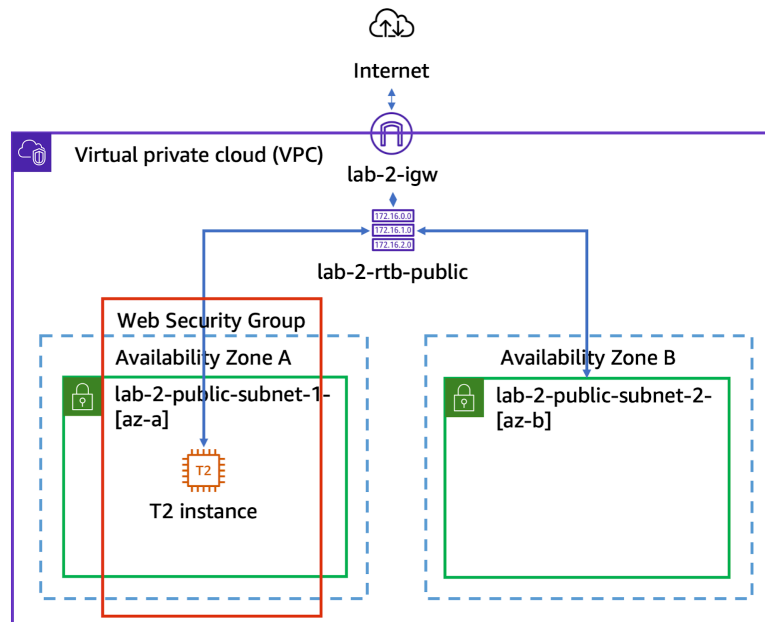 Internet
Virtual private cloud (VPC)
lab-2-igw
172.16.0.0
172.16.1.0
172.16.2.0
lab-2-rtb-public
Web Security Group
Availability Zone A
lab-2-public-subnet-1-
[az-a]
T2
T2 instance
Availability Zone B
lab-2-public-subnet-2-
[az-b]